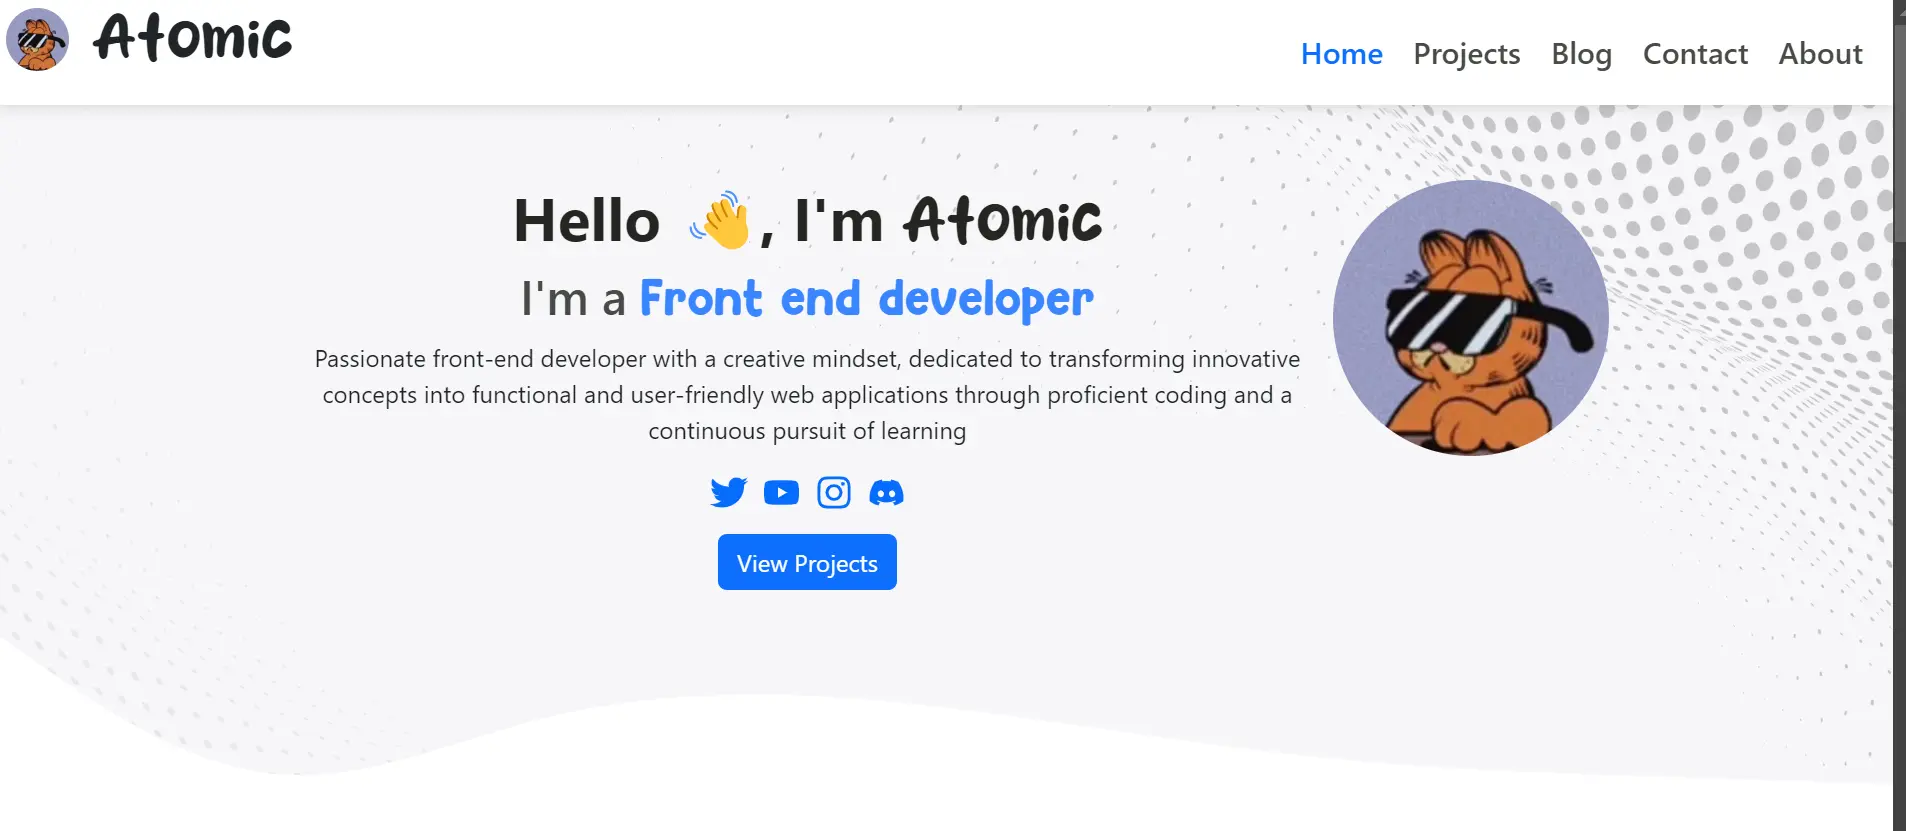 Atomic
Home Projects Blog Contact About
Hello 👋, I'm Atomic
I'm a Front end developer
Passionate front-end developer with a creative mindset, dedicated to transforming innovative
concepts into functional and user-friendly web applications through proficient coding and a
continuous pursuit of learning
View Projects